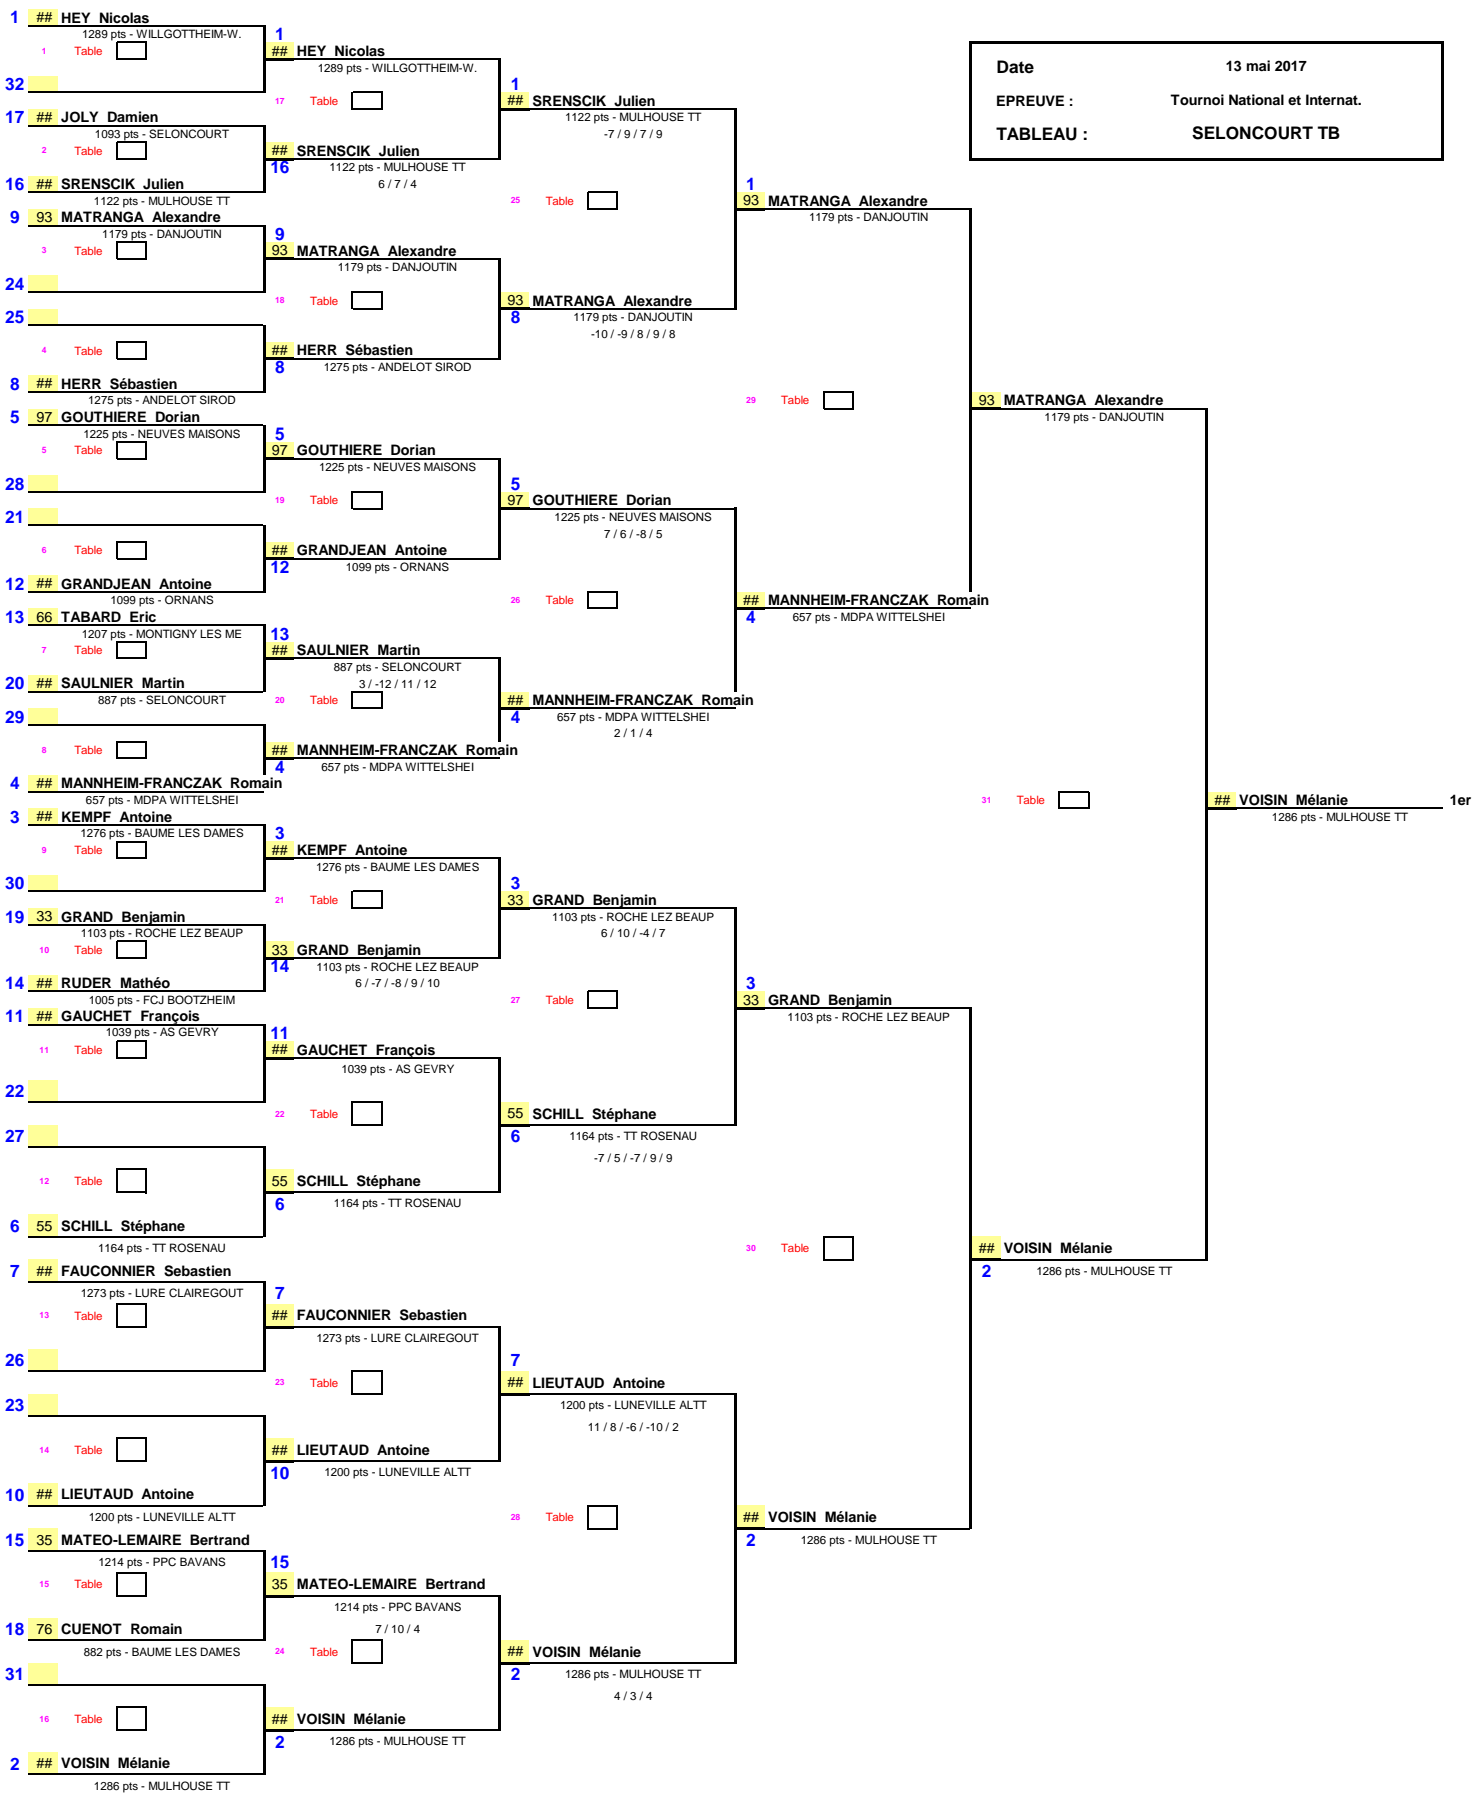 1 ## HEY Nicolas
1289 pts - WILLGOTTHEIM-W.
1 Table
32
17 ## JOLY Damien
1093 pts - SELONCOURT
2 Table
16 ## SRENSCIK Julien
1122 pts - MULHOUSE TT
9 93 MATRANGA Alexandre
1179 pts - DANJOUTIN
3 Table
24
25
4 Table
8 ## HERR Sébastien
1275 pts - ANDELOT SIROD
5 97 GOUTHIERE Dorian
1225 pts - NEUVES MAISONS
5 Table
28
21
6 Table
12 ## GRANDJEAN Antoine
1099 pts - ORNANS
13 66 TABARD Eric
1207 pts - MONTIGNY LES ME
7 Table
20 ## SAULNIER Martin
887 pts - SELONCOURT
29
8 Table
4 ## MANNHEIM-FRANCZAK Romain
657 pts - MDPA WITTELSHEI
3 ## KEMPF Antoine
1276 pts - BAUME LES DAMES
9 Table
30
19 33 GRAND Benjamin
1103 pts - ROCHE LEZ BEAUP
10 Table
14 ## RUDER Mathéo
1005 pts - FCJ BOOTZHEIM
11 ## GAUCHET François
1039 pts - AS GEVRY
11 Table
22
27
12 Table
6 55 SCHILL Stéphane
1164 pts - TT ROSENAU
7 ## FAUCONNIER Sebastien
1273 pts - LURE CLAIREGOUT
13 Table
26
23
14 Table
10 ## LIEUTAUD Antoine
1200 pts - LUNEVILLE ALTT
15 35 MATEO-LEMAIRE Bertrand
1214 pts - PPC BAVANS
15 Table
18 76 CUENOT Romain
882 pts - BAUME LES DAMES
31
16 Table
2 ## VOISIN Mélanie
1286 pts - MULHOUSE TT
1
## HEY Nicolas
1289 pts - WILLGOTTHEIM-W.
17 Table
## SRENSCIK Julien
16
1122 pts - MULHOUSE TT
6 / 7 / 4
9
93 MATRANGA Alexandre
1179 pts - DANJOUTIN
18 Table
## HERR Sébastien
8
1275 pts - ANDELOT SIROD
5
97 GOUTHIERE Dorian
1225 pts - NEUVES MAISONS
19 Table
## GRANDJEAN Antoine
12
1099 pts - ORNANS
13
## SAULNIER Martin
887 pts - SELONCOURT
3 / -12 / 11 / 12
20 Table
## MANNHEIM-FRANCZAK Romain
4
657 pts - MDPA WITTELSHEI
3
## KEMPF Antoine
1276 pts - BAUME LES DAMES
21 Table
33 GRAND Benjamin
14
1103 pts - ROCHE LEZ BEAUP
6 / -7 / -8 / 9 / 10
11
## GAUCHET François
1039 pts - AS GEVRY
22 Table
55 SCHILL Stéphane
6
1164 pts - TT ROSENAU
7
## FAUCONNIER Sebastien
1273 pts - LURE CLAIREGOUT
23 Table
## LIEUTAUD Antoine
10
1200 pts - LUNEVILLE ALTT
15
35 MATEO-LEMAIRE Bertrand
1214 pts - PPC BAVANS
7 / 10 / 4
24 Table
## VOISIN Mélanie
2
1286 pts - MULHOUSE TT
1
## SRENSCIK Julien
1122 pts - MULHOUSE TT
-7 / 9 / 7 / 9
25 Table
93 MATRANGA Alexandre
8
1179 pts - DANJOUTIN
-10 / -9 / 8 / 9 / 8
5
97 GOUTHIERE Dorian
1225 pts - NEUVES MAISONS
7 / 6 / -8 / 5
26 Table
## MANNHEIM-FRANCZAK Romain
4
657 pts - MDPA WITTELSHEI
2 / 1 / 4
3
33 GRAND Benjamin
1103 pts - ROCHE LEZ BEAUP
6 / 10 / -4 / 7
27 Table
55 SCHILL Stéphane
6
1164 pts - TT ROSENAU
-7 / 5 / -7 / 9 / 9
7
## LIEUTAUD Antoine
1200 pts - LUNEVILLE ALTT
11 / 8 / -6 / -10 / 2
28 Table
## VOISIN Mélanie
2
1286 pts - MULHOUSE TT
4 / 3 / 4
1
93 MATRANGA Alexandre
1179 pts - DANJOUTIN
29 Table
## MANNHEIM-FRANCZAK Romain
4
657 pts - MDPA WITTELSHEI
3
33 GRAND Benjamin
1103 pts - ROCHE LEZ BEAUP
30 Table
## VOISIN Mélanie
2
1286 pts - MULHOUSE TT
Date 13 mai 2017
EPREUVE : Tournoi National et Internat.
TABLEAU : SELONCOURT TB
93 MATRANGA Alexandre
1179 pts - DANJOUTIN
31 Table
## VOISIN Mélanie
2
1286 pts - MULHOUSE TT
## VOISIN Mélanie 1er
1286 pts - MULHOUSE TT